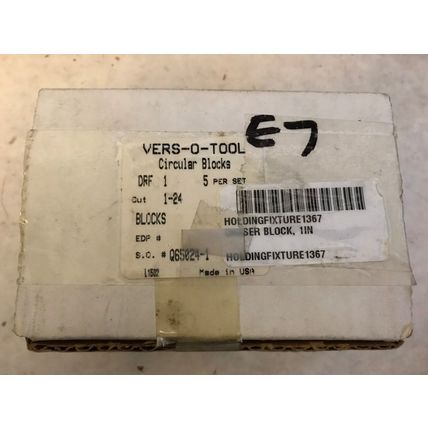 E7
VERS-O-TOOL
Circular Blocks
DRF 1 5 PER SET
Cut 1-24
BLOCKS
EDP #
S.O. # Q65024-1
Made in USA
HOLDINGFIXTURE1367
BLOCK, 1IN
HOLDINGFIXTURE1367